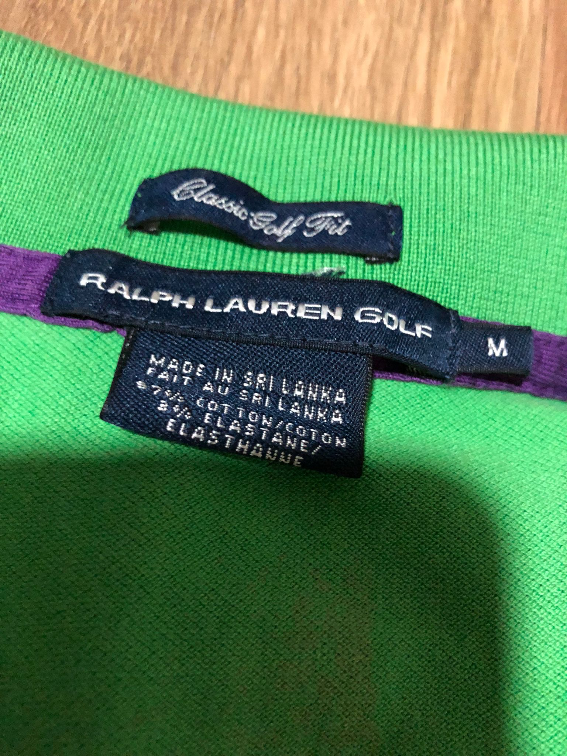 Classic Golf Fit
RALPH LAUREN GOLF
M
MADE IN SRI LANKA
FAIT AU SRI LANKA
97% COTTON/COTON
3% ELASTANE/
ELASTHANNE